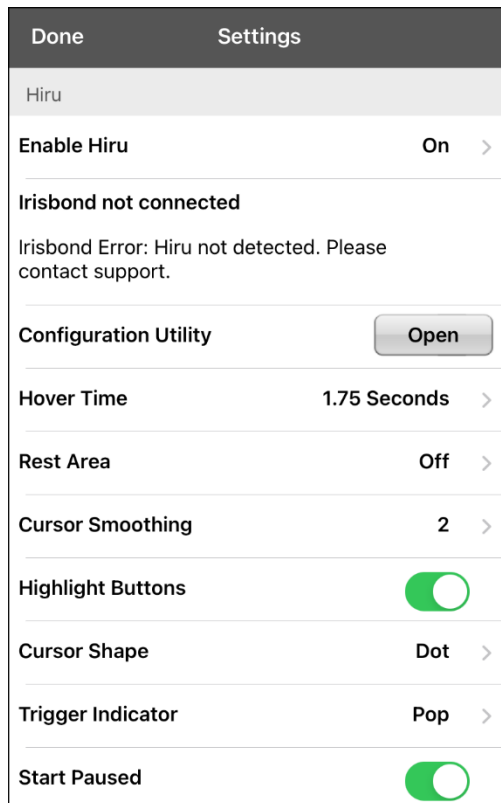 Done Settings
Hiru
Enable Hiru On
Irisbond not connected
Irisbond Error: Hiru not detected. Please
contact support.
Configuration Utility Open
Hover Time 1.75 Seconds
Rest Area Off
Cursor Smoothing 2
Highlight Buttons
Cursor Shape Dot
Trigger Indicator Pop
Start Paused